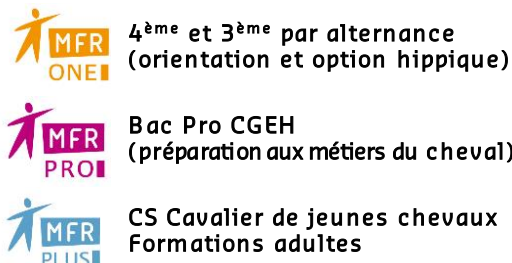 MFR
ONE
4ème et 3ème par alternance
(orientation et option hippique)
MFR
PRO
Bac Pro CGEH
(préparation aux métiers du cheval)
MFR
PLUS
CS Cavalier de jeunes chevaux
Formations adultes